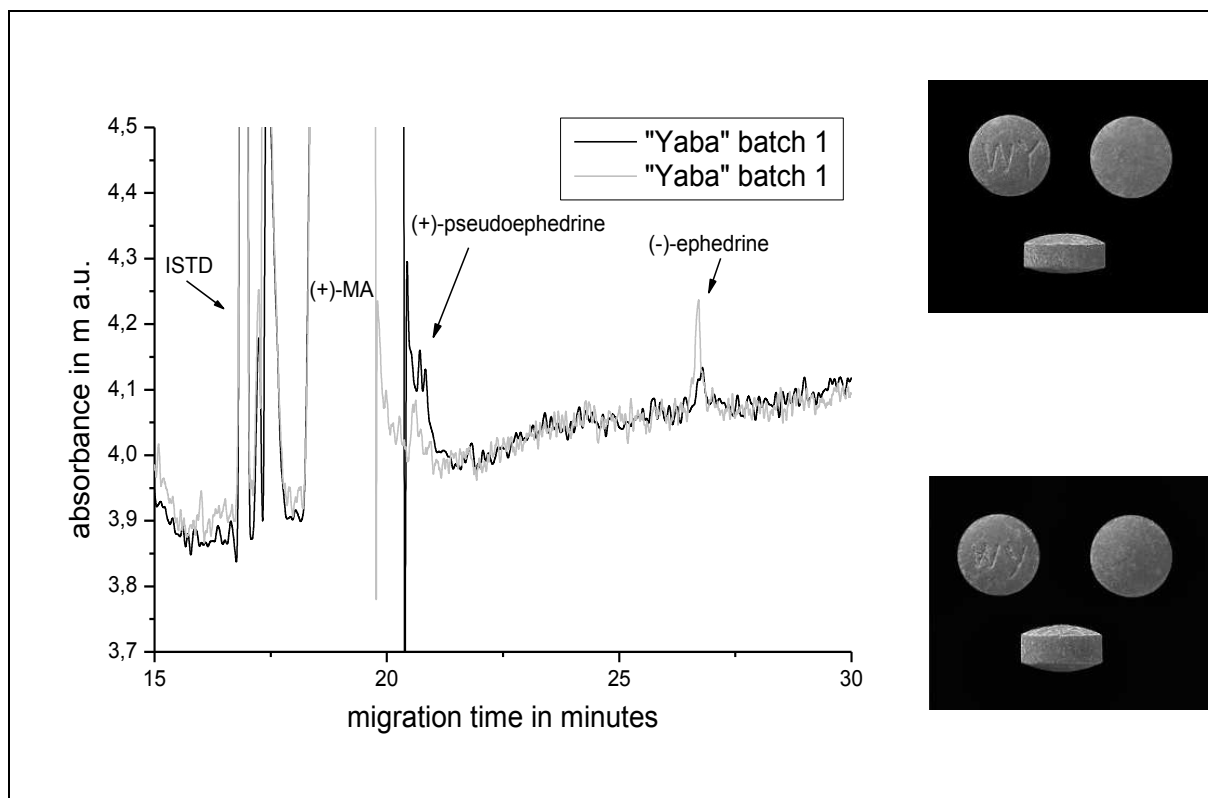 "Yaba" batch 1
"Yaba" batch 1
4,5
4,4
4,3
4,2
4,1
4,0
3,9
3,8
3,7
absorbance in m a.u.
ISTD
(+)-MA
(+)-pseudoephedrine
(-)-ephedrine
15
20
25
30
migration time in minutes
WY
WY